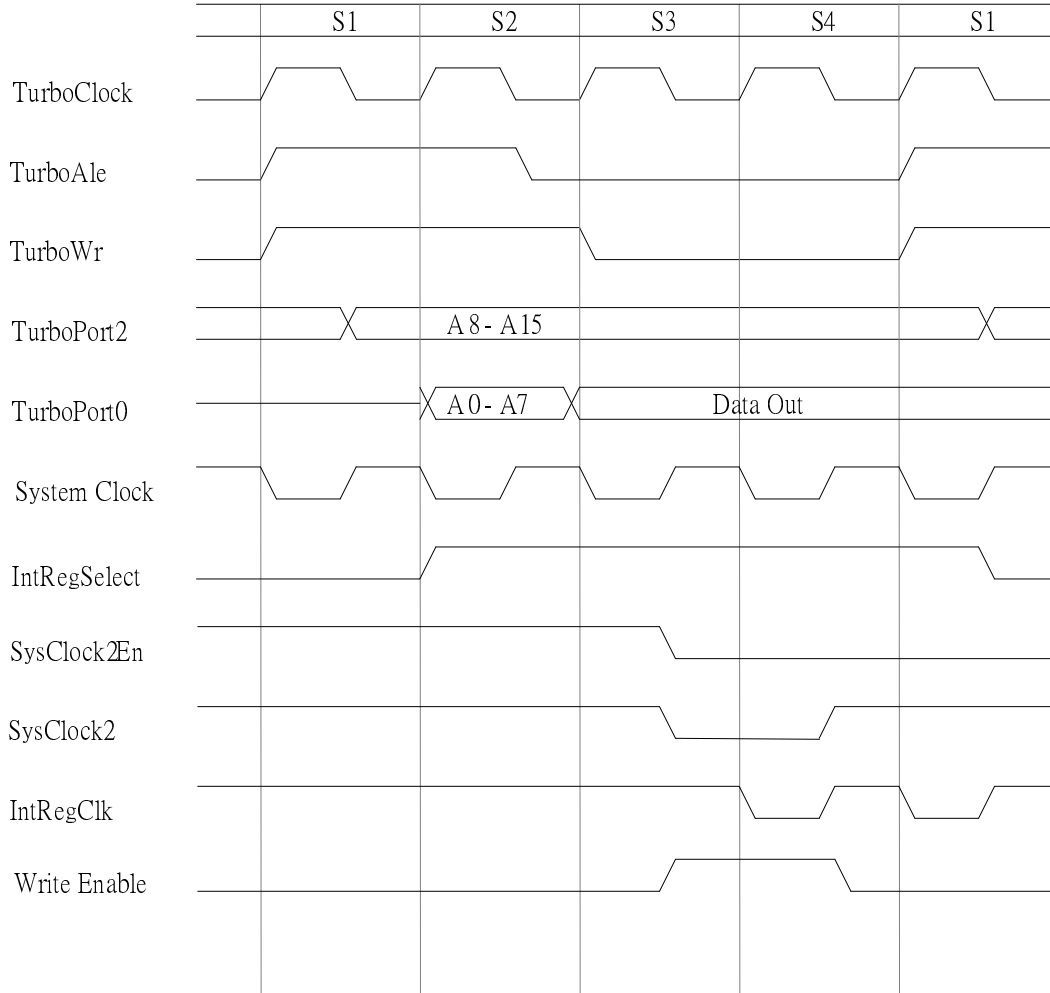 S1 S2 S3 S4 S1
TurboClock
TurboAle
TurboWr
TurboPort2 A8-A15
TurboPort0 A0-A7 Data Out
System Clock
IntRegSelect
SysClock2En
SysClock2
IntRegClk
Write Enable